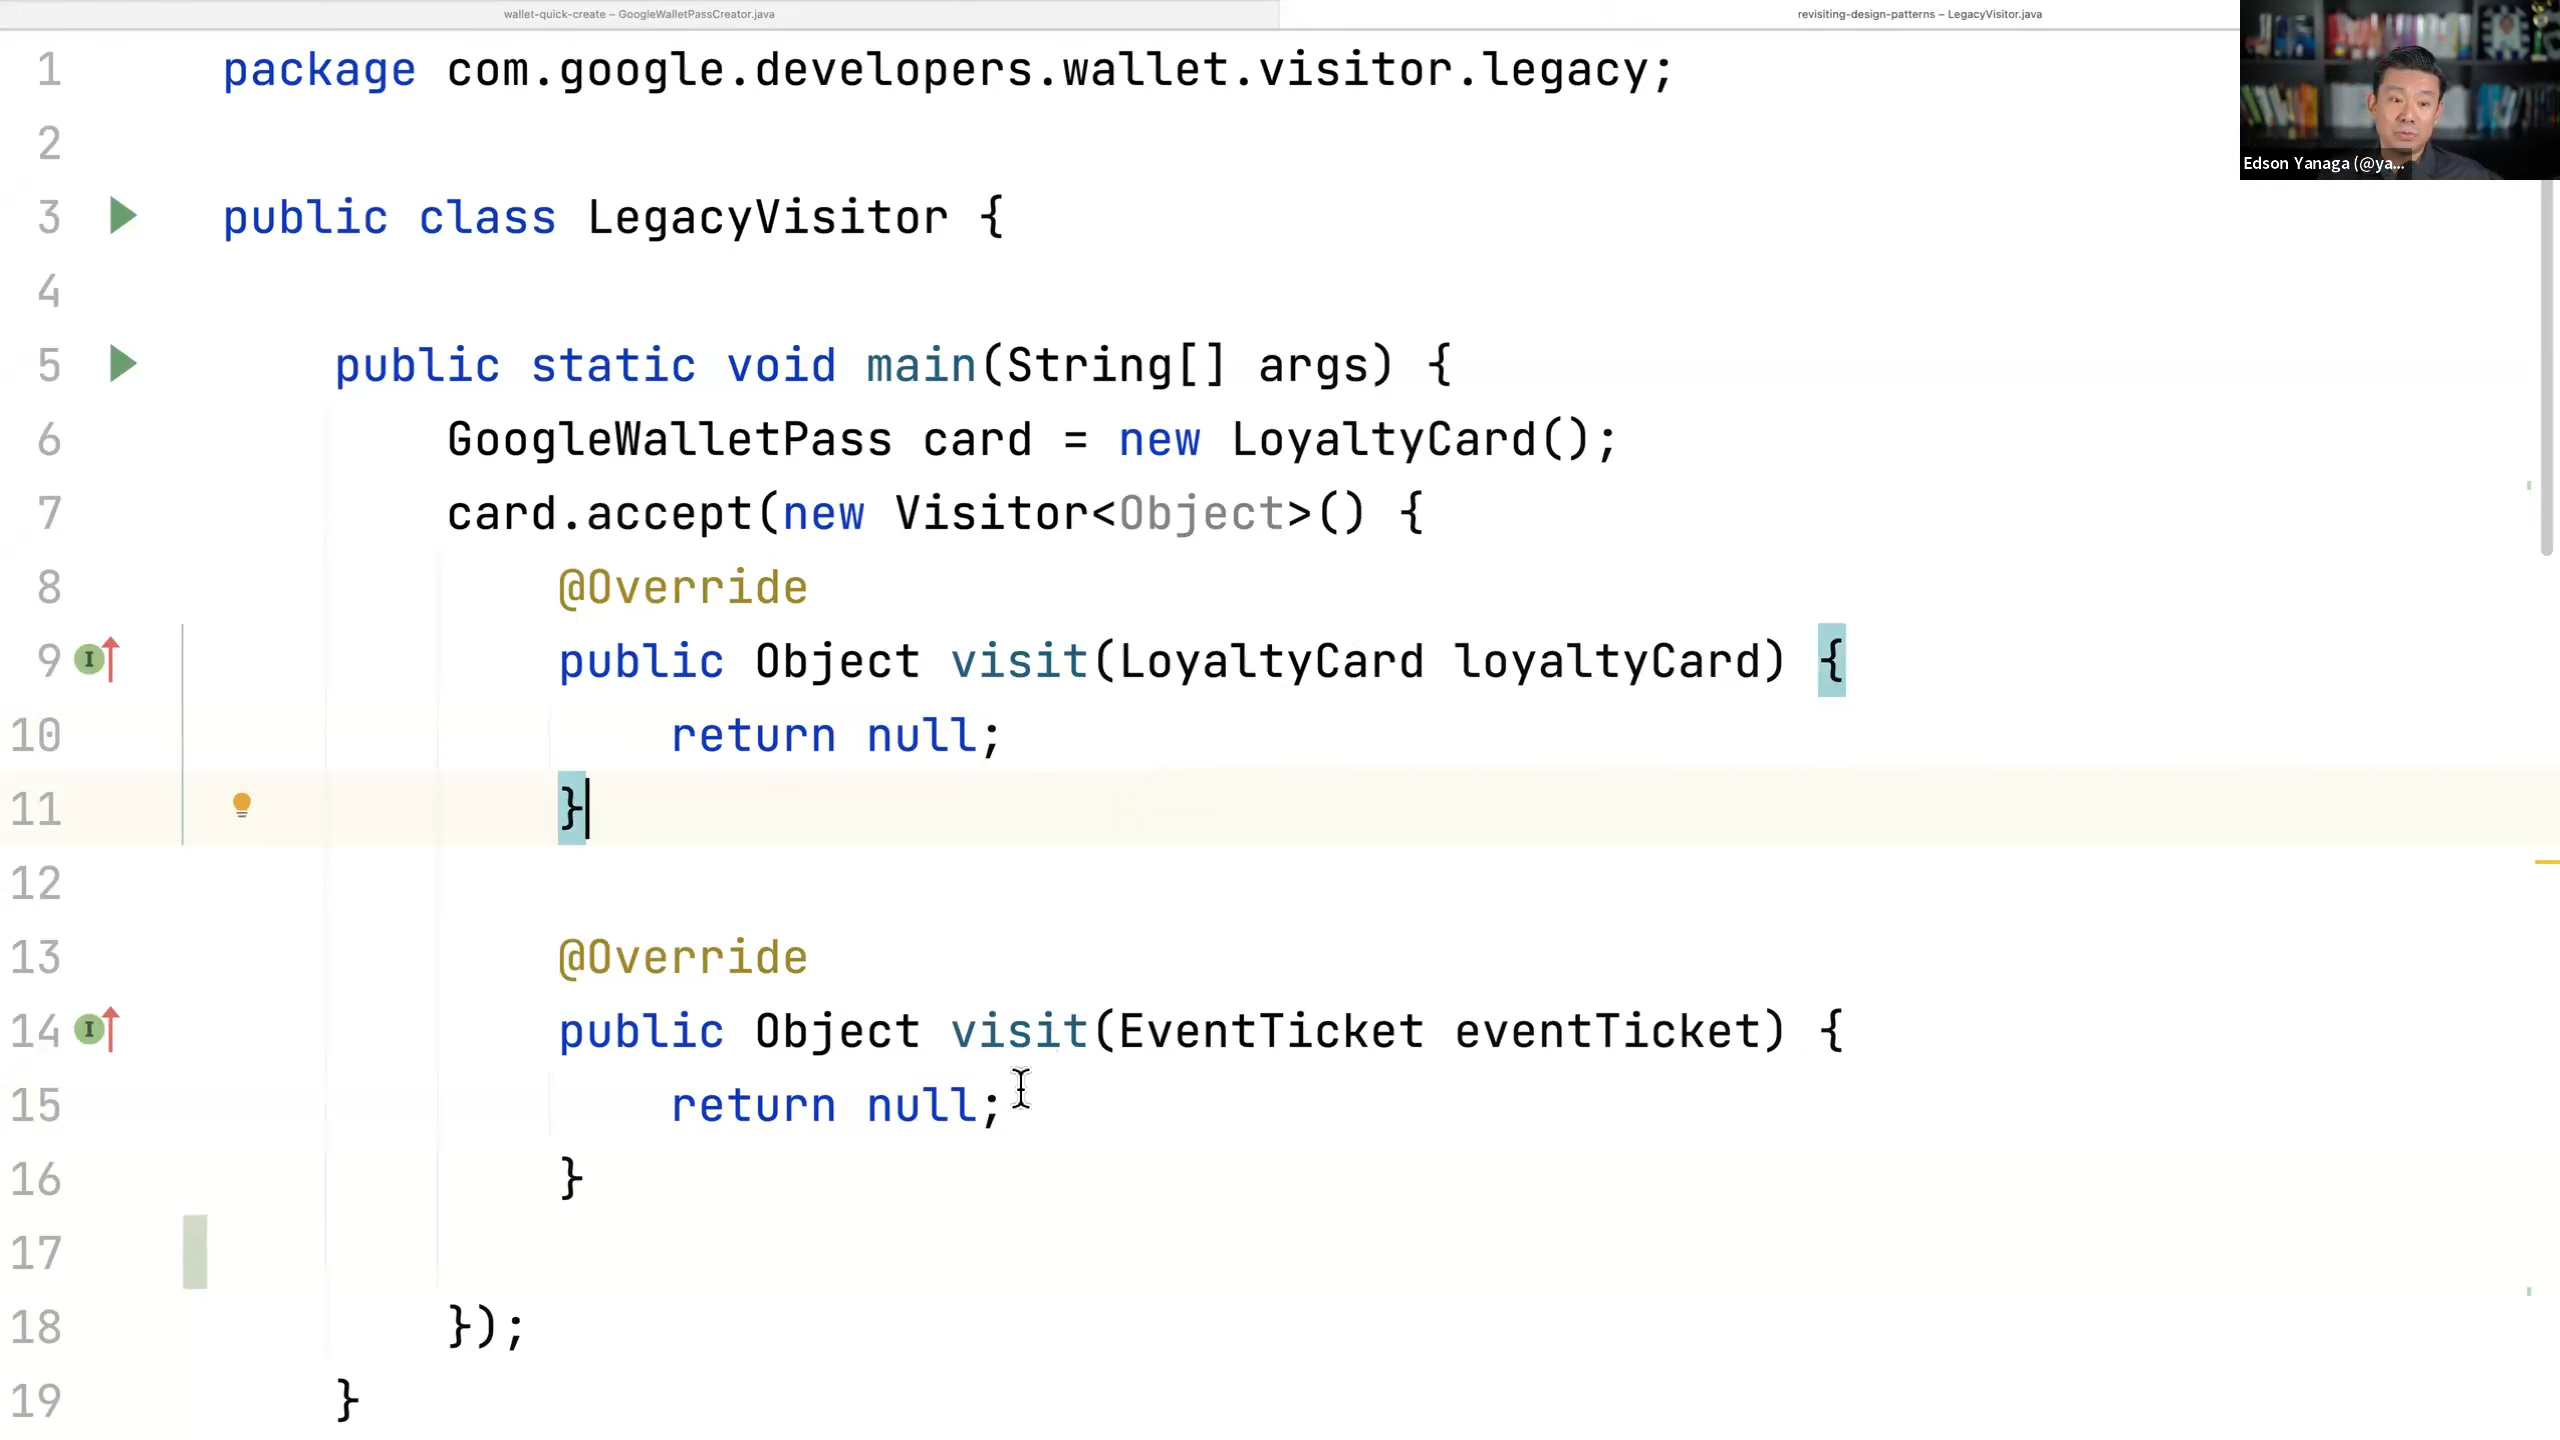 wallet-quick-create – GoogleWalletPassCreator.java
revisiting-design-patterns – LegacyVisitor.java
Edson Yanaga (@ya...
1 package com.google.developers.wallet.visitor.legacy;
2
3 public class LegacyVisitor {
4
5 public static void main(String[] args) {
6 GoogleWalletPass card = new LoyaltyCard();
7 card.accept(new Visitor<Object>() {
8 @Override
9 public Object visit(LoyaltyCard loyaltyCard) {
10 return null;
11 }
12
13 @Override
14 public Object visit(EventTicket eventTicket) {
15 return null;
16 }
17
18 });
19 }